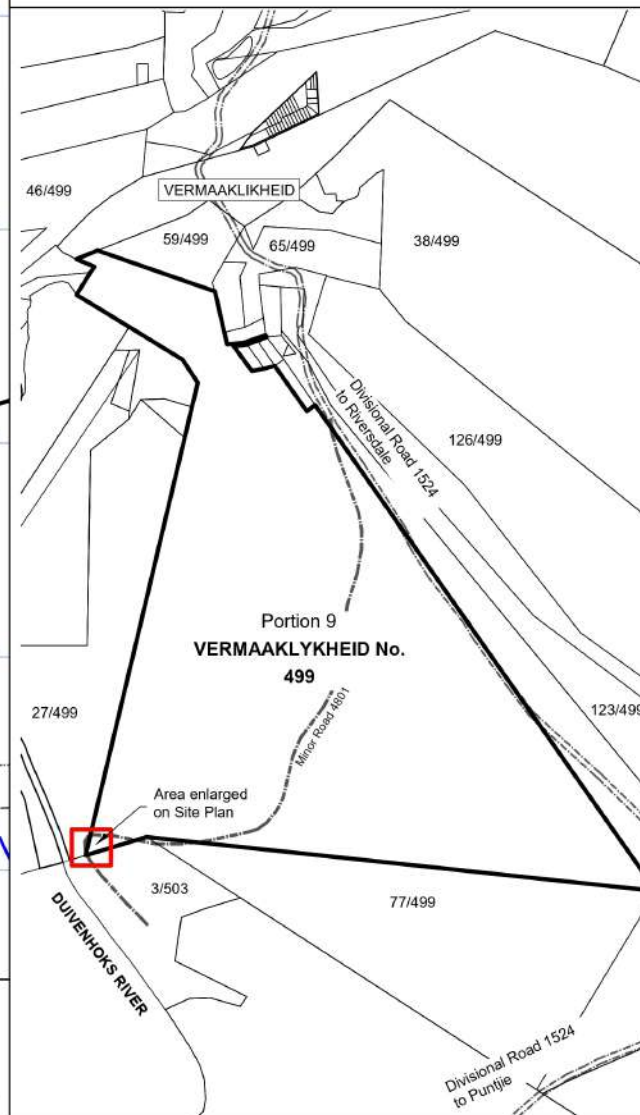 46/499
VERMAAKLIKHEID
59/499
65/499
38/499
Divisional Road 1524
to Riversdale
126/499
Portion 9
VERMAAKLYKHEID No.
499
Minor Road 4801
123/499
27/499
Area enlarged
on Site Plan
3/503
77/499
DUIVENHOKS RIVER
Divisional Road 1524
to Puntjie